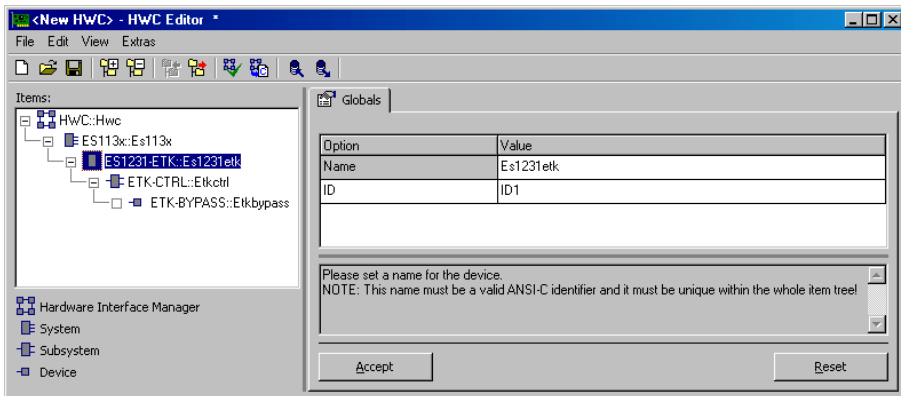 <New HWC> - HWC Editor *
File Edit View Extras
Items:
HWC::Hwc
ES113x::Es113x
ES1231-ETK::Es1231etk
ETK-CTRL::Etkctrl
ETK-BYPASS::Etkbypass
Hardware Interface Manager
System
Subsystem
Device
Globals
Option Value
Name Es1231etk
ID ID1
Please set a name for the device.
NOTE: This name must be a valid ANSI-C identifier and it must be unique within the whole item tree!
Accept Reset